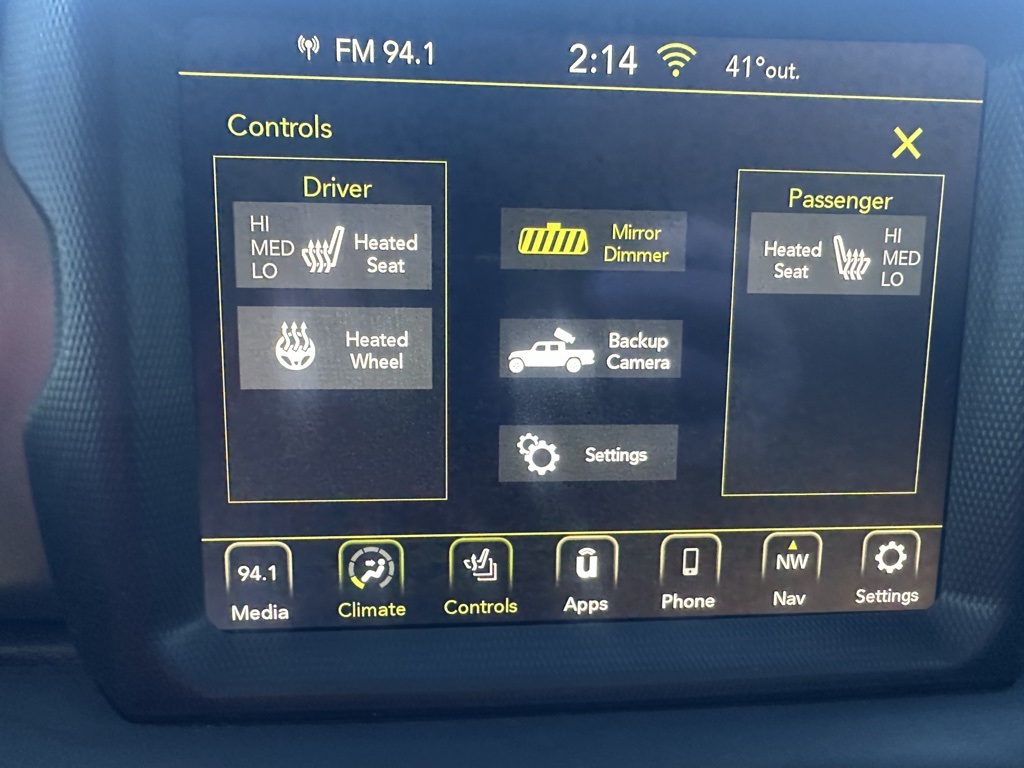 FM 94.1
2:14
41°out.
Controls
Driver
HI
MED
LO
Heated
Seat
Heated
Wheel
Mirror
Dimmer
Backup
Camera
Settings
Passenger
Heated
Seat
HI
MED
LO
94.1
Media
Climate
Controls
u
Apps
Phone
NW
Nav
Settings